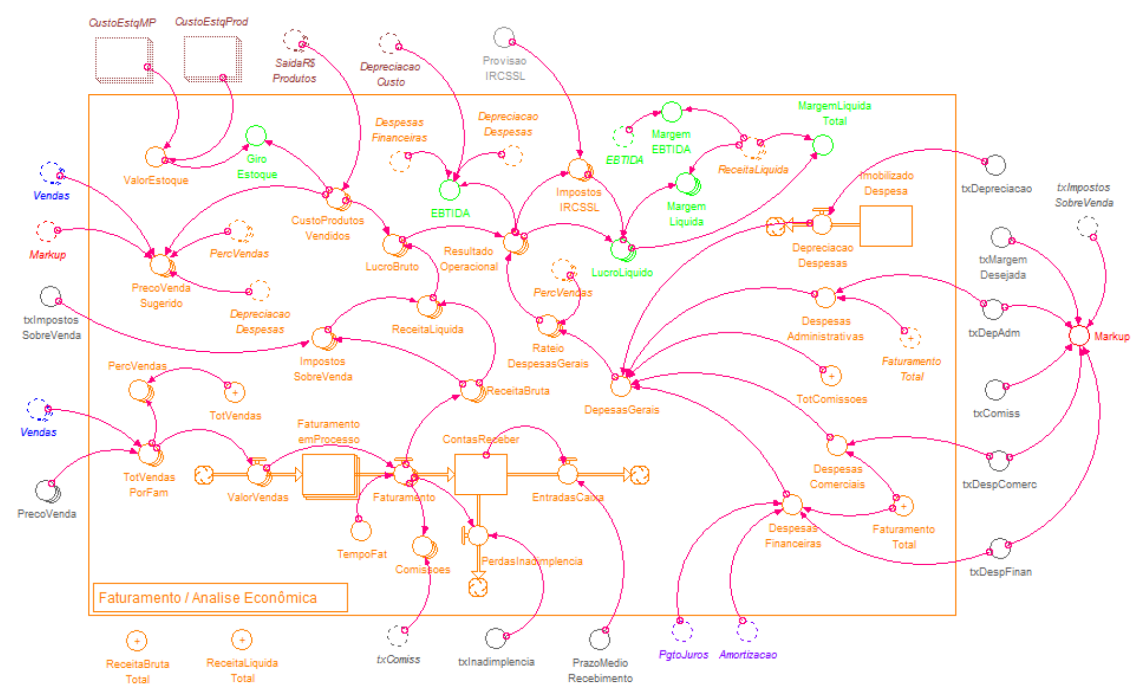 CustoEstqMP
CustoEstqProd
SaidaR$
Produtos
Depreciacao
Custo
Provisao
IRCSSL
Despesas
Financeiras
Depreciacao
Despesas
EBTIDA
Margem
EBTIDA
ReceitaLiquida
MargemLiquida
Total
Giro
Estoque
ValorEstoque
Vendas
Markup
PercVendas
PrecoVenda
Sugerido
Depreciacao
Despesas
CustoProdutos
Vendidos
EBTIDA
LucroBruto
Resultado
Operacional
Impostos
IRCSSL
Margem
Liquida
LucroLiquido
Imobilizado
Despesa
Depreciacao
Despesas
txDepreciacao
txImpostos
SobreVenda
txMargem
Desejada
txDepAdm
Markup
txComiss
txDespComerc
txDespFinan
txImpostos
SobreVenda
Impostos
SobreVenda
ReceitaLiquida
PercVendas
Rateio
DespesasGerais
Despesas
Administrativas
Faturamento
Total
TotComissoes
DepesasGerais
PercVendas
TotVendas
ReceitaBruta
Vendas
TotVendas
PorFam
PrecoVenda
ValorVendas
Faturamento
emProcesso
Faturamento
ContasReceber
EntradasCaixa
TempoFat
Comissoes
PerdasInadimplencia
Despesas
Comerciais
Despesas
Financeiras
Faturamento
Total
Faturamento / Analise Econômica
ReceitaBruta
Total
ReceitaLiquida
Total
txComiss
txInadimplencia
PrazoMedio
Recebimento
PgtoJuros
Amortizacao